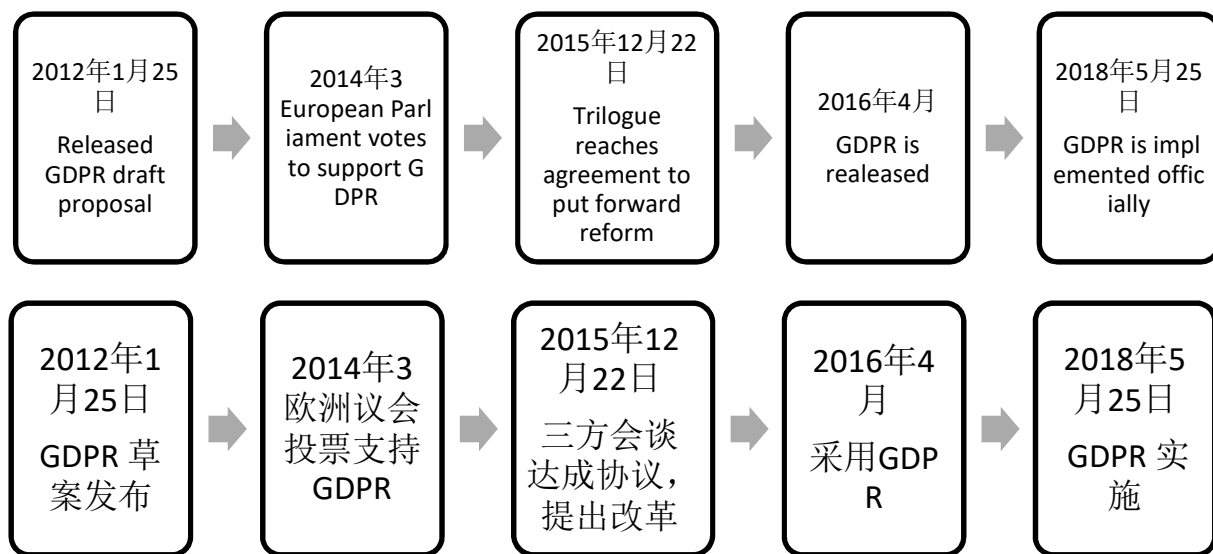 2012年1月25
日
Released
GDPR draft
proposal
2014年3
European Parl
iament votes
to support G
DPR
2015年12月22
日
Trilogue
reaches
agreement to
put forward
reform
2016年4月
GDPR is
realeased
2018年5月25
日
GDPR is impl
emented offic
ially
2012年1
月25日
GDPR 草
案发布
2014年3
欧洲议会
投票支持
GDPR
2015年12
月22日
三方会谈
达成协议，
提出改革
2016年4
月
采用GDP
R
2018年5
月25日
GDPR 实
施